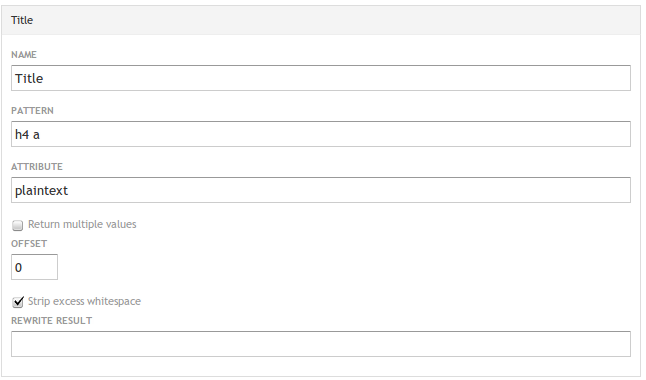 Title
NAME
Title
PATTERN
h4 a
ATTRIBUTE
plaintext
Return multiple values
OFFSET
0
Strip excess whitespace
REWRITE RESULT